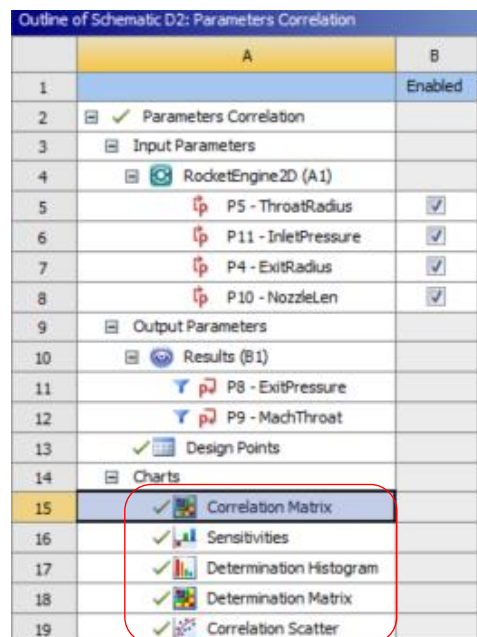 Outline of Schematic D2: Parameters Correlation
A B
1 Enabled
2 Parameters Correlation
3 Input Parameters
4 RocketEngine2D (A1)
5 P5 - ThroatRadius
6 P11 - InletPressure
7 P4 - ExitRadius
8 P10 - NozzleLen
9 Output Parameters
10 Results (B1)
11 P8 - ExitPressure
12 P9 - MachThroat
13 Design Points
14 Charts
15 Correlation Matrix
16 Sensitivities
17 Determination Histogram
18 Determination Matrix
19 Correlation Scatter